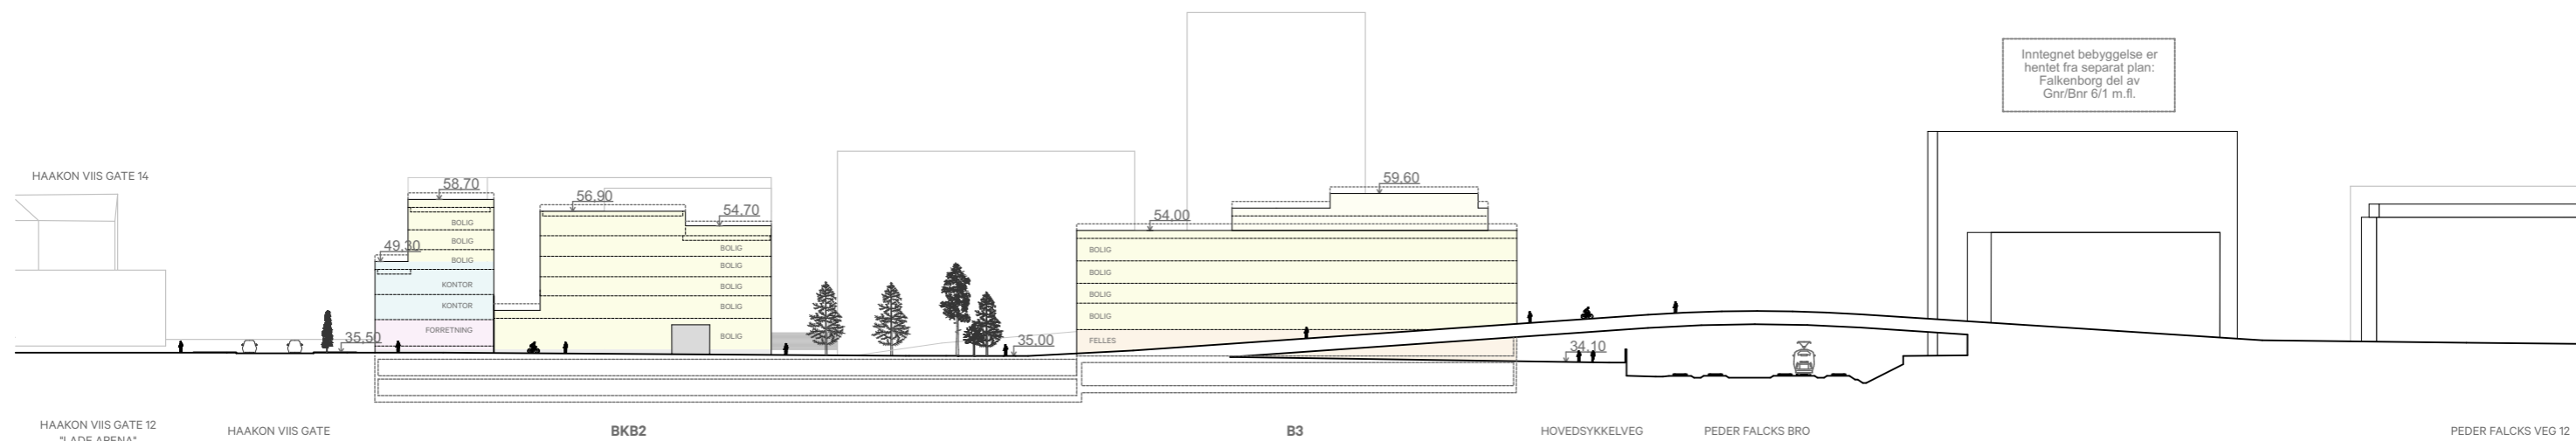 Inntegnet bebyggelse er
hentet fra separat plan:
Falkenborg del av
Gnr/Bnr 6/1 m.fl.
HAAKON VIIS GATE 14
58,70
56,90
54,70
49,30
BOLIG
BOLIG
BOLIG
KONTOR
KONTOR
FORRETNING
35,50
BOLIG
BOLIG
BOLIG
BOLIG
BOLIG
35,00
59,60
54,00
BOLIG
BOLIG
BOLIG
BOLIG
FELLES
34,10
HAAKON VIIS GATE 12
"LADE ARENA"
HAAKON VIIS GATE
BKB2
B3
HOVEDSYKKELVEG
PEDER FALCKS BRO
PEDER FALCKS VEG 12